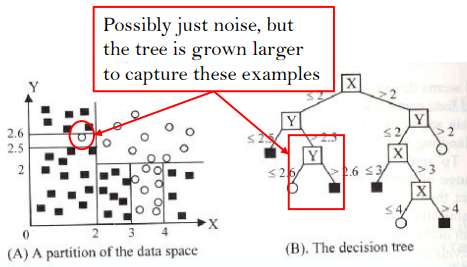 Possibly just noise, but
the tree is grown larger
to capture these examples
Y
2.6
2.5
2
0
2
3
4
X
(A) A partition of the data space
X
≤ 2
>2
Y
Y
≤ 2.5
>2.5
≤ 2
>2
Y
X
≤ 2.6
> 2.6
≤ 3
>3
X
≤ 4
>4
(B). The decision tree